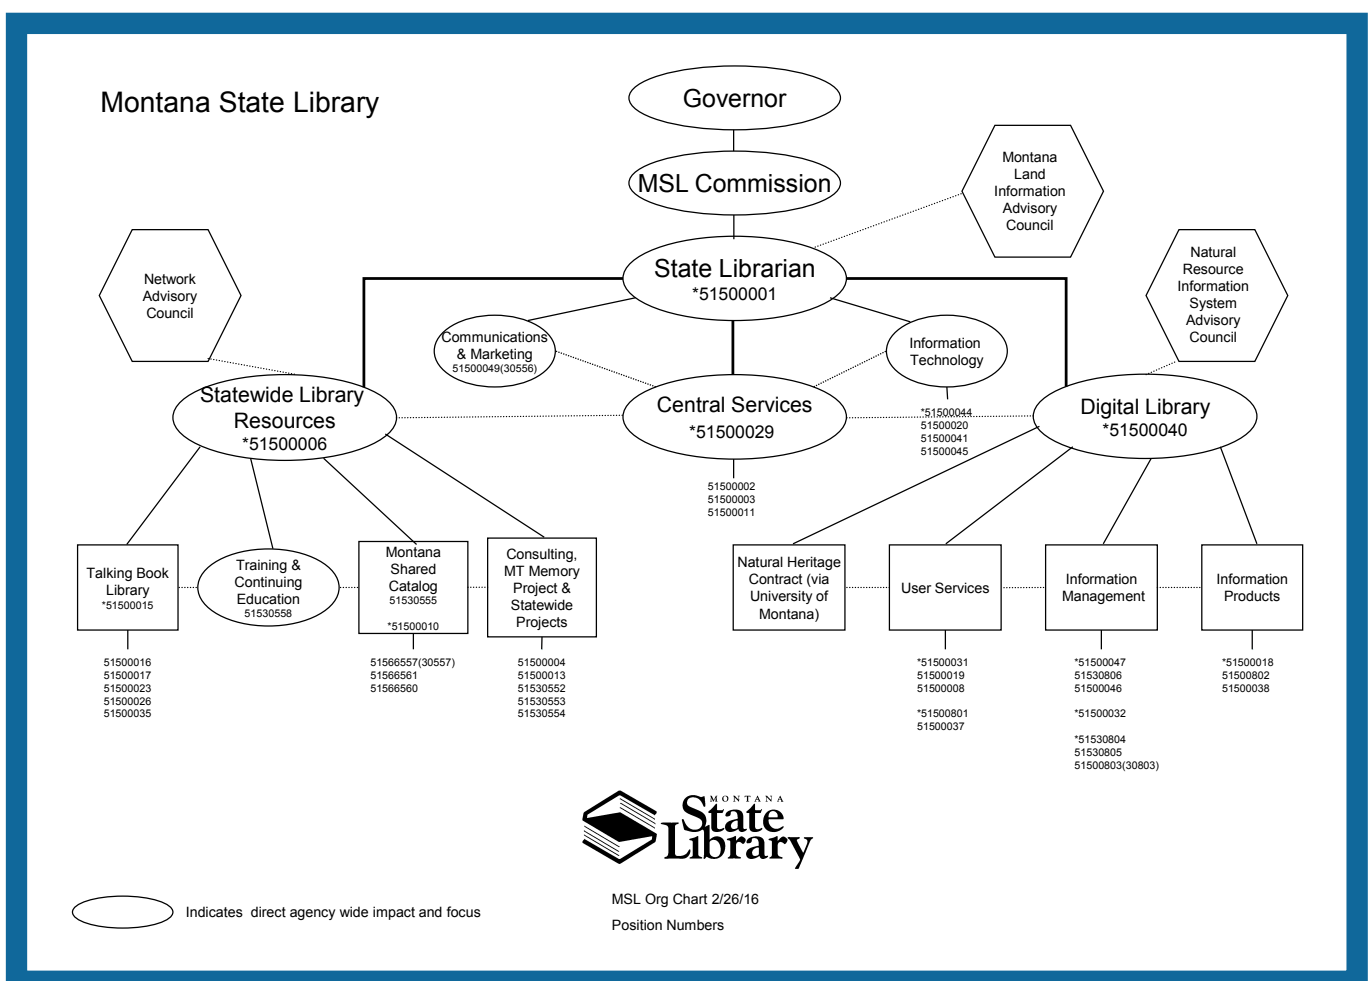 Montana State Library
Governor
MSL Commission
Montana
Land
Information
Advisory
Council
State Librarian
*51500001
Network
Advisory
Council
Natural
Resource
Information
System
Advisory
Council
Communications
& Marketing
51500049(30556)
Information
Technology
Statewide Library
Resources
*51500006
Central Services
*51500029
*51500044
51500020
51500041
51500045
Digital Library
*51500040
51500002
51500003
51500011
Talking Book
Library
*51500015
Training &
Continuing
Education
51530558
Montana
Shared
Catalog
51530555
*51500010
Consulting,
MT Memory
Project &
Statewide
Projects
Natural Heritage
Contract (via
University of
Montana)
User Services
Information
Management
Information
Products
51500016
51500017
51500023
51500026
51500035
51566557(30557)
51566561
51566560
51500004
51500013
51530552
51530553
51530554
*51500031
51500019
51500008
*51500801
51500037
*51500047
51530806
51500046
*51500032
*51530804
51530805
51500803(30803)
*51500018
51500802
51500038
MONTANA
State
Library
Indicates direct agency wide impact and focus
MSL Org Chart 2/26/16
Position Numbers